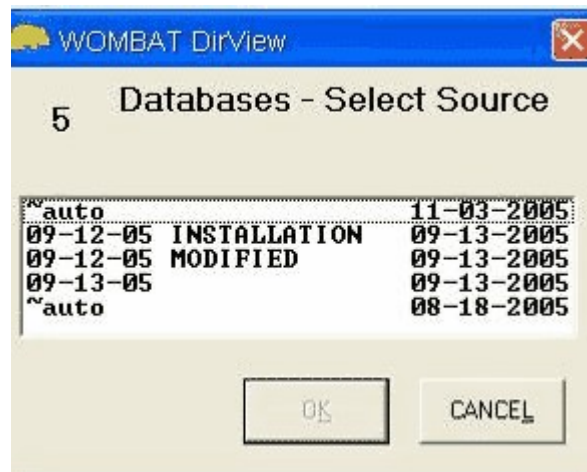 WOMBAT DirView
5 Databases - Select Source
~auto 11-03-2005
09-12-05 INSTALLATION 09-13-2005
09-12-05 MODIFIED 09-13-2005
09-13-05 09-13-2005
~auto 08-18-2005
OK CANCEL